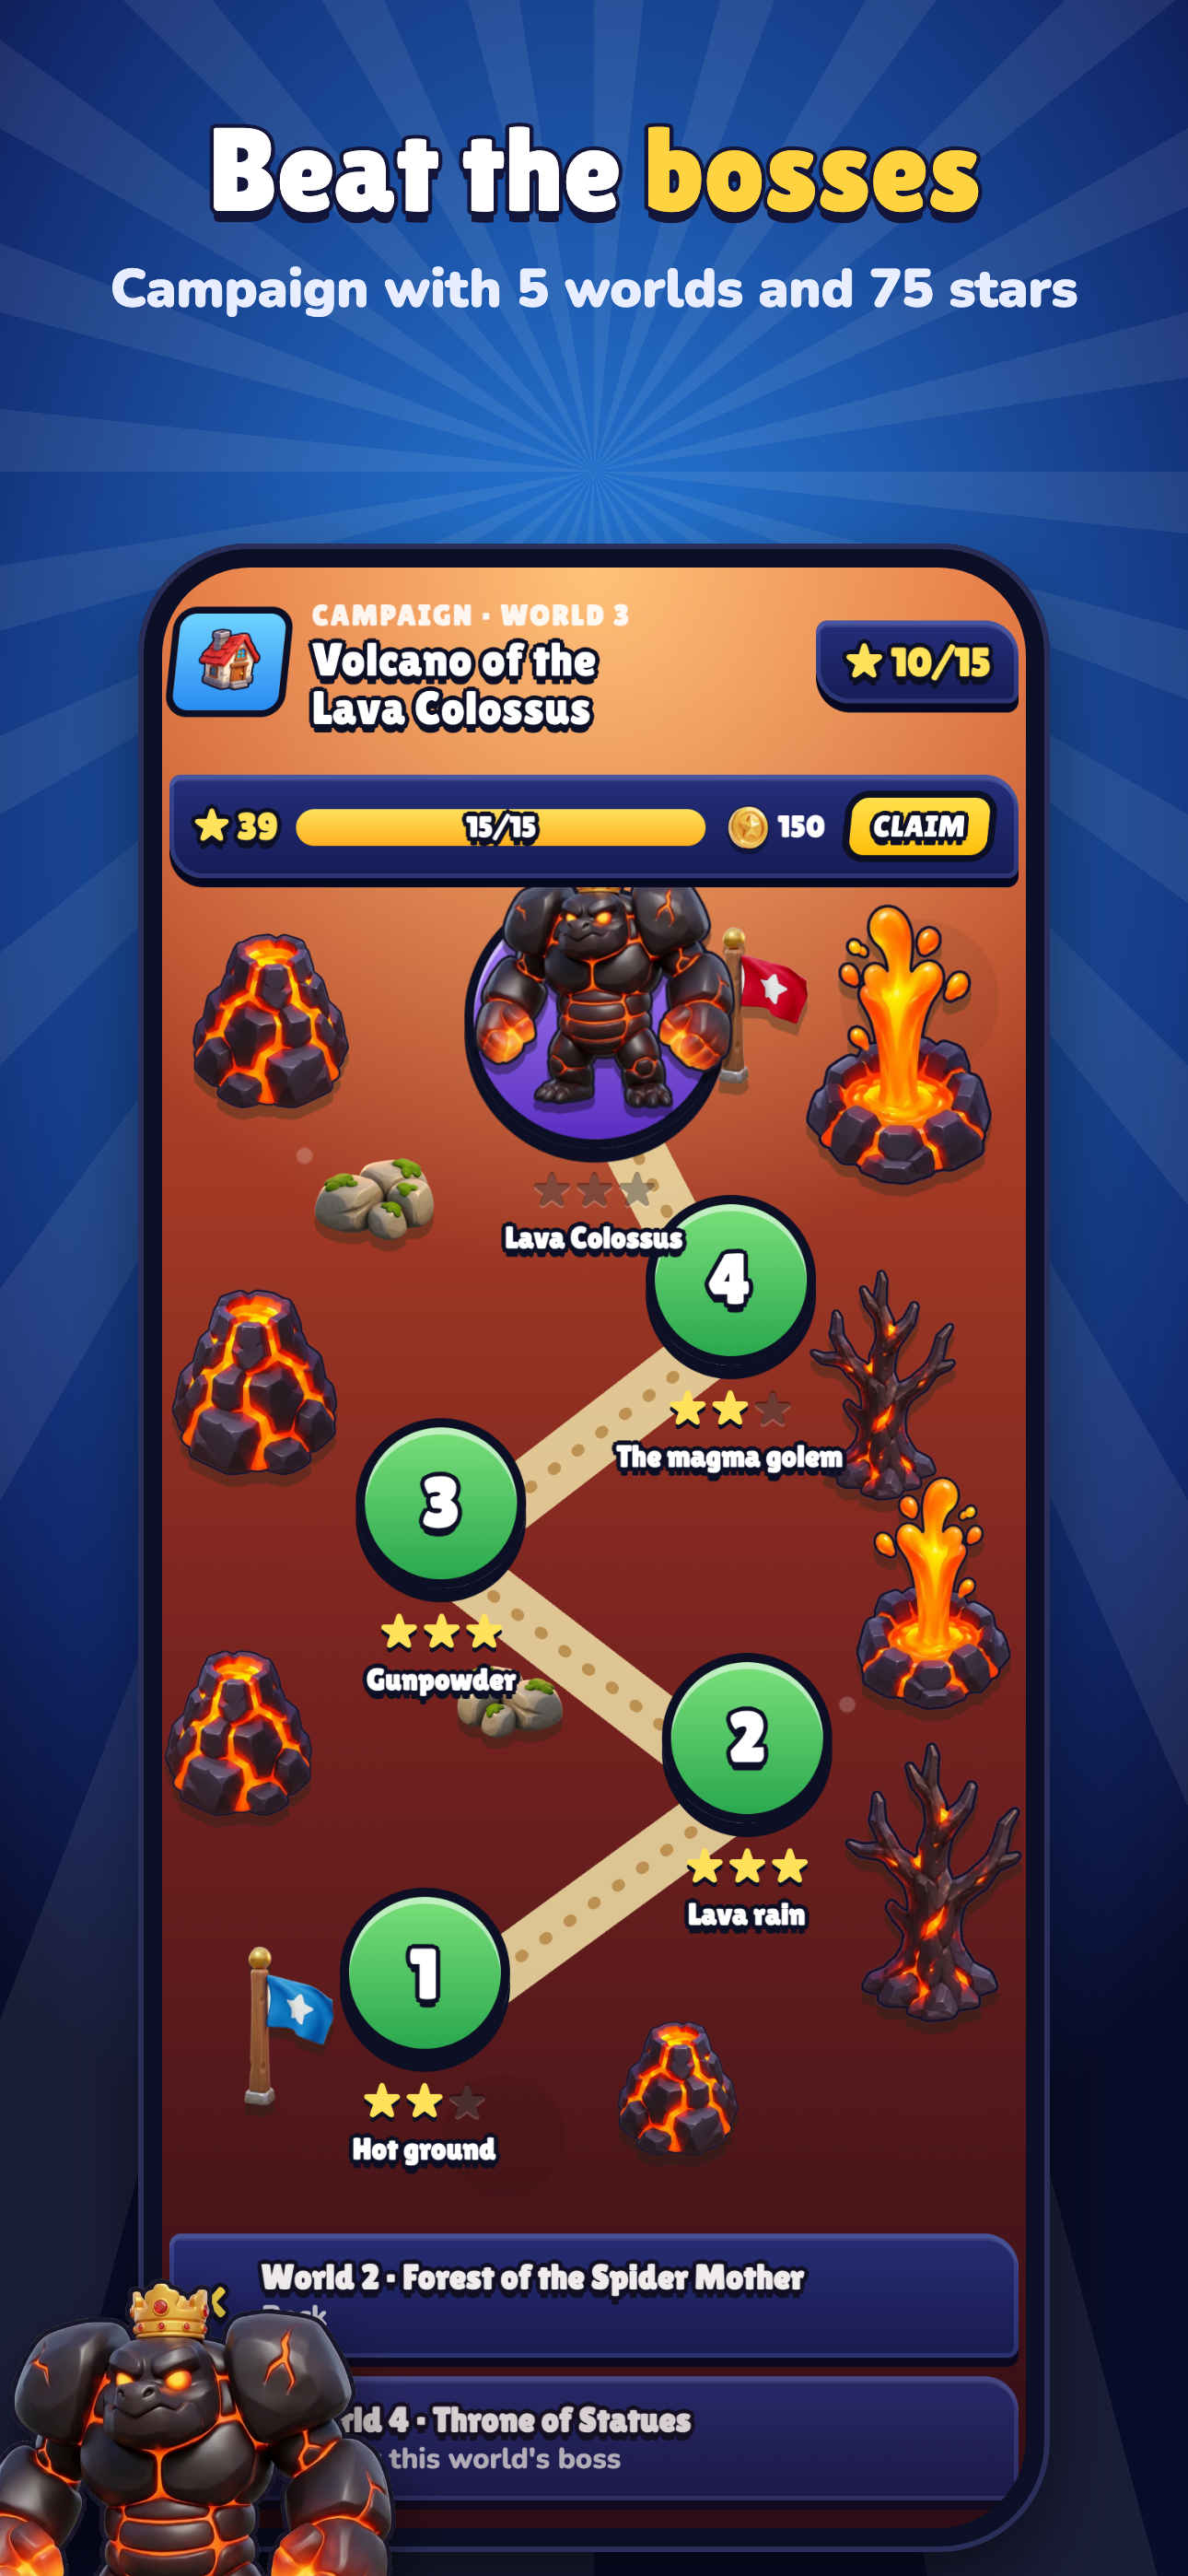 Beat the bosses
Campaign with 5 worlds and 75 stars
CAMPAIGN · WORLD 3
Volcano of the
Lava Colossus
10/15
39
15/15
150
CLAIM
Lava Colossus
4
The magma golem
3
Gunpowder
2
Lava rain
1
Hot ground
World 2 · Forest of the Spider Mother
4 · Throne of Statues
this world's boss